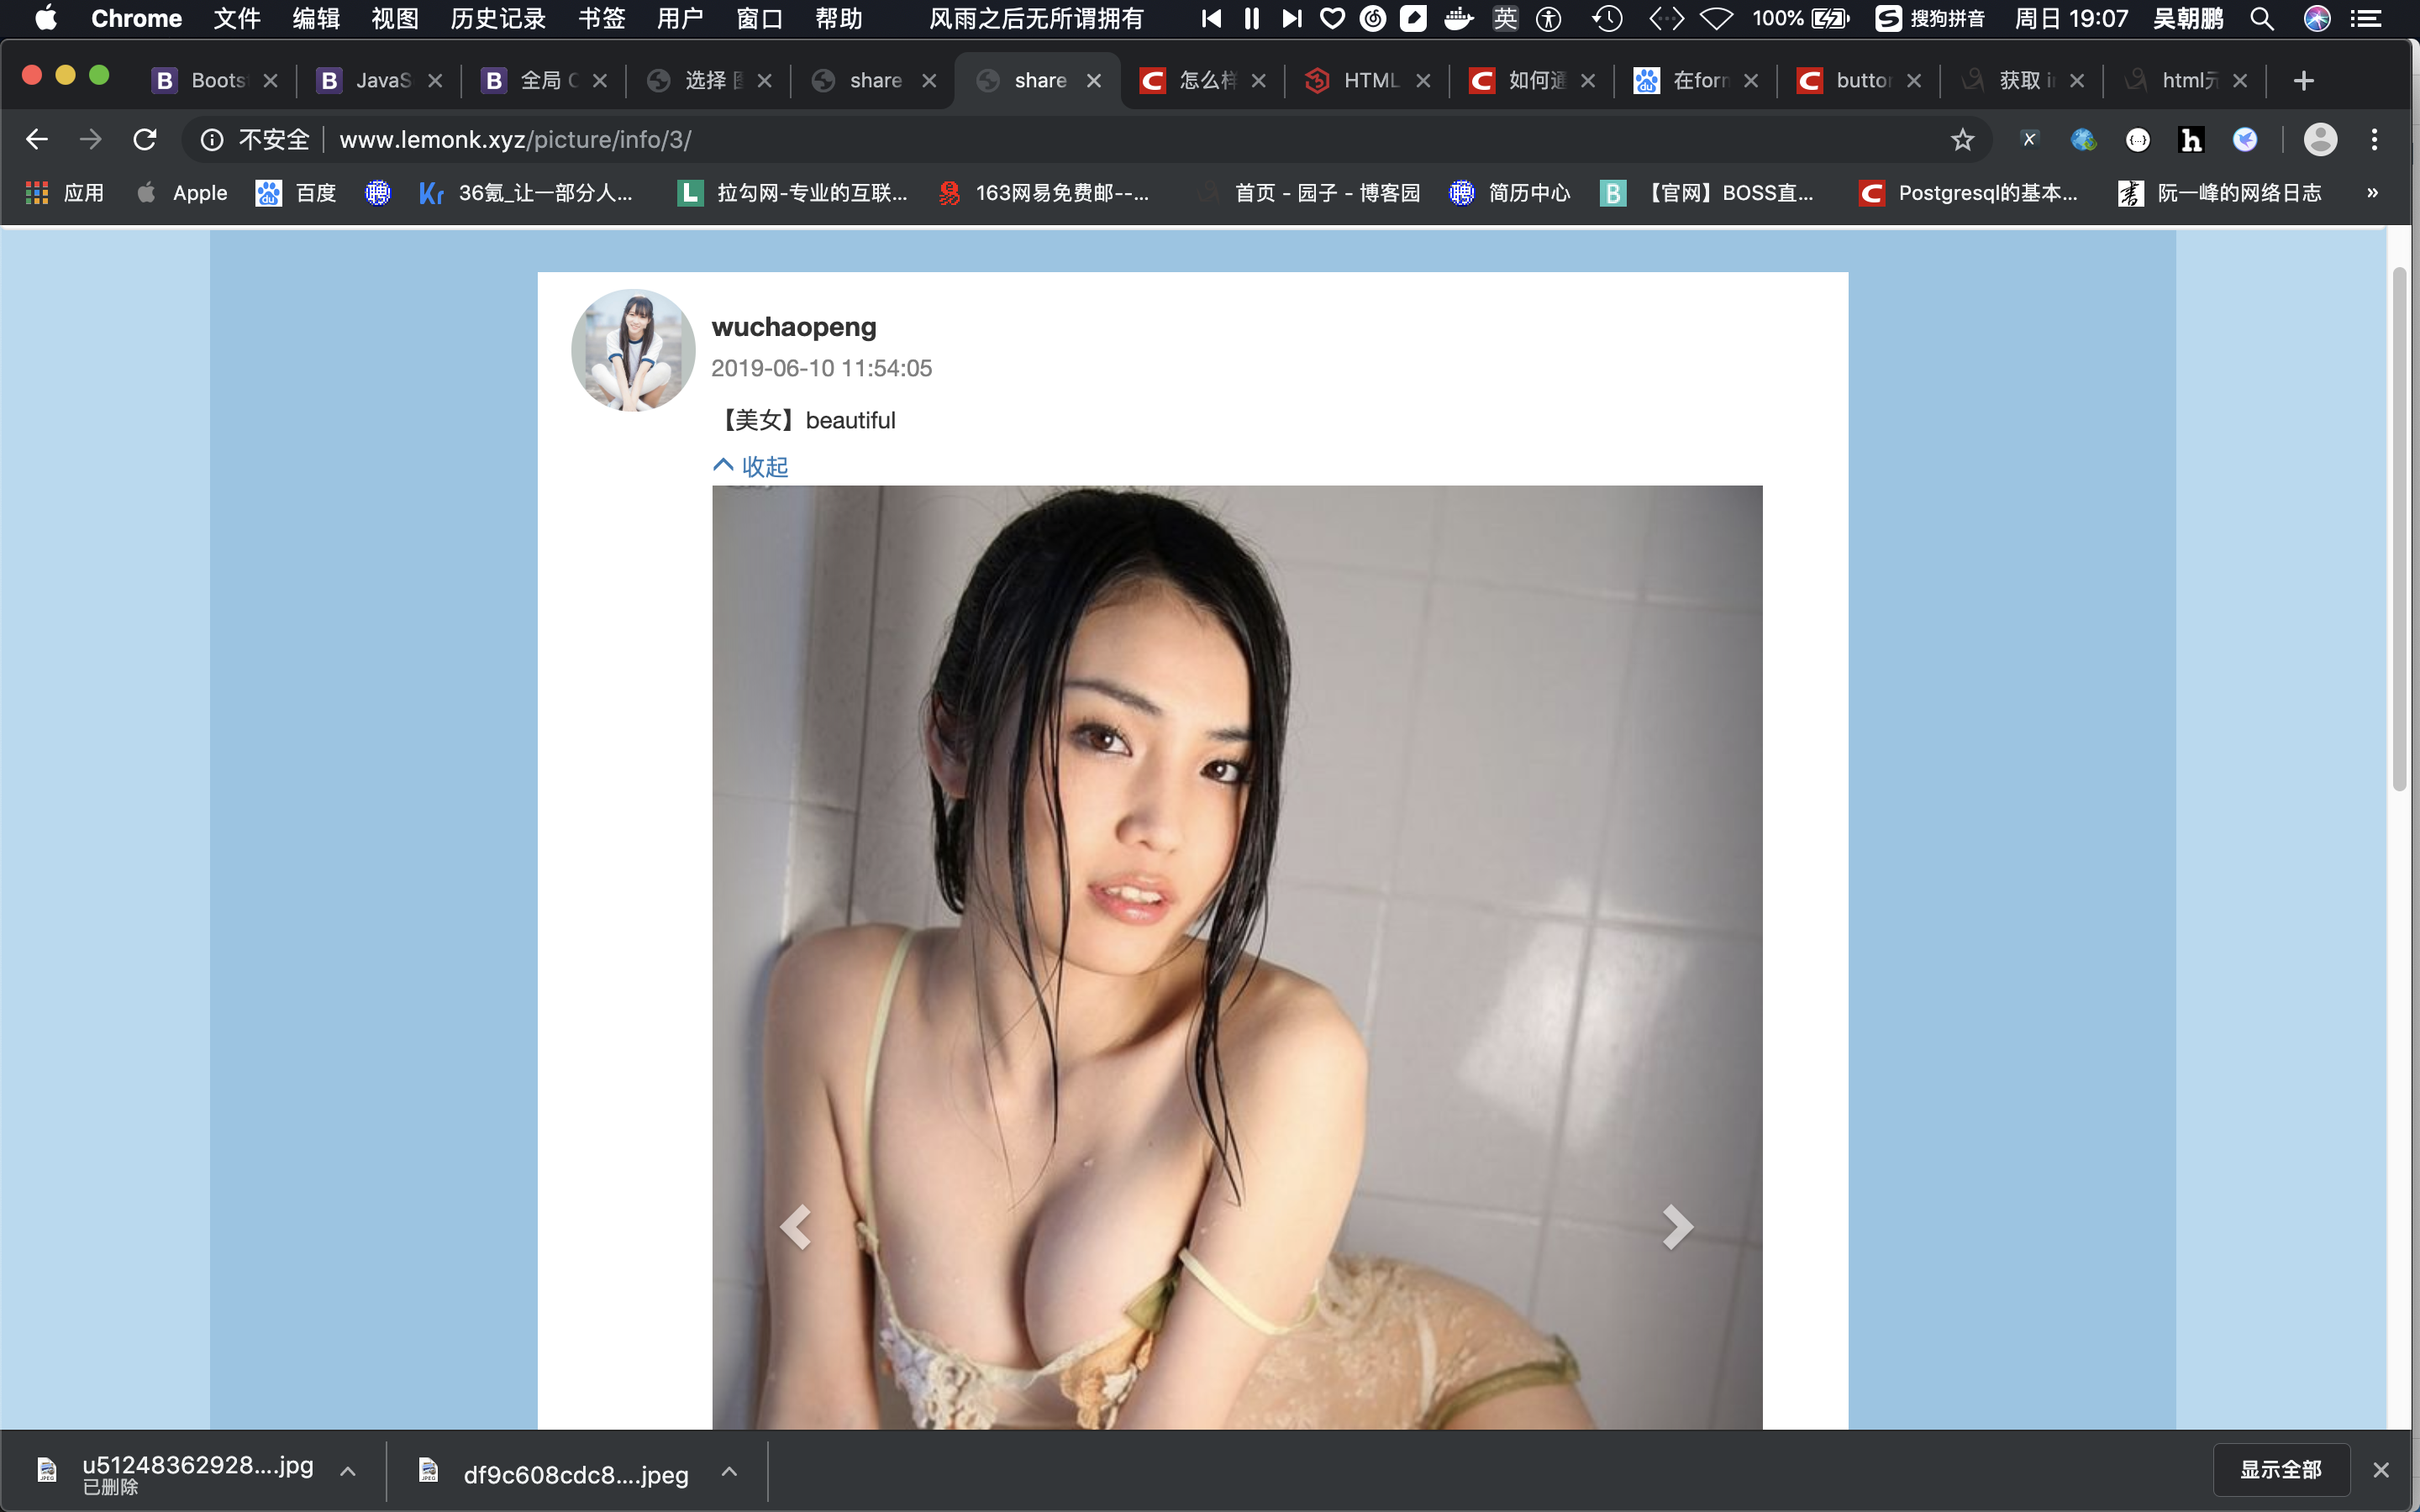 Chrome 文件 编辑 视图 历史记录 书签 用户 窗口 帮助 风雨之后无所谓拥有 英 100% 搜狗拼音 周日 19:07 吴朝鹏
Boots JavaS 全局 C 选择 share share 怎么样 HTML 如何通 在form button 获取 i html元
不安全 www.lemonk.xyz/picture/info/3/
应用 Apple 百度 36氪_让一部分人... 拉勾网-专业的互联... 163网易免费邮--... 首页 - 园子 - 博客园 简历中心 【官网】BOSS直... Postgresql的基本... 阮一峰的网络日志 »
wuchaopeng
2019-06-10 11:54:05
【美女】beautiful
收起
u51248362928....jpg
已删除
df9c608cdc8....jpeg
显示全部